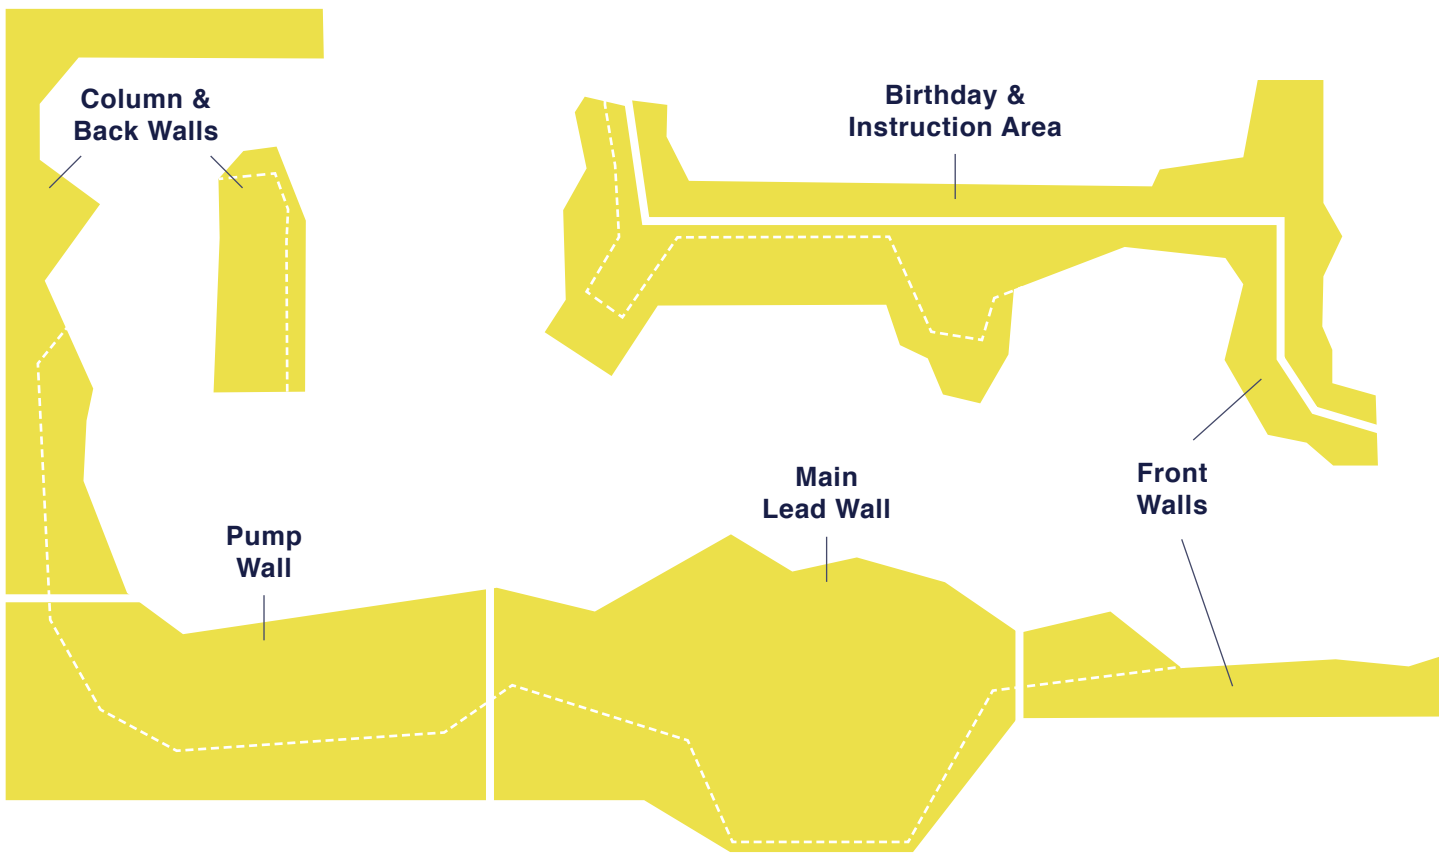 Column &
Back Walls
Birthday &
Instruction Area
Main
Lead Wall
Front
Walls
Pump
Wall